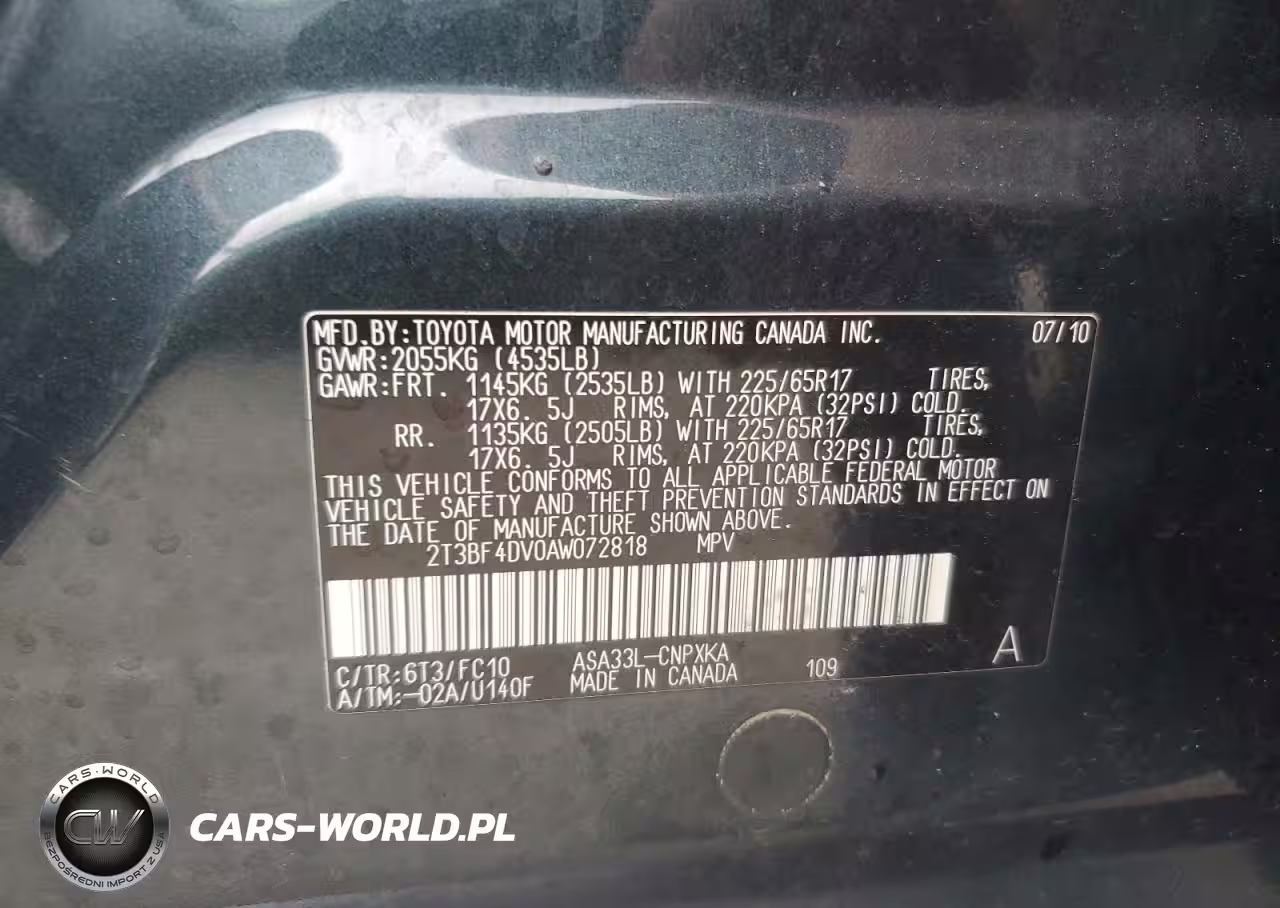 MFD.BY:TOYOTA MOTOR MANUFACTURING CANADA INC. 07/10
GVWR:2055KG (4535LB)
GAWR:FRT. 1145KG (2535LB) WITH 225/65R17 TIRES,
17X6. 5J RIMS, AT 220KPA (32PSI) COLD.
RR. 1135KG (2505LB) WITH 225/65R17 TIRES,
17X6. 5J RIMS, AT 220KPA (32PSI) COLD.
THIS VEHICLE CONFORMS TO ALL APPLICABLE FEDERAL MOTOR
VEHICLE SAFETY AND THEFT PREVENTION STANDARDS IN EFFECT ON
THE DATE OF MANUFACTURE SHOWN ABOVE.
2T3BF4DV0AW072818 MPV
C/TR:6T3/FC10 ASA33L-CNPXKA 109 A
A/TM:-02A/U140F MADE IN CANADA
CARS-WORLD
CW
BEZPOŚREDNI IMPORT Z USA
CARS-WORLD.PL